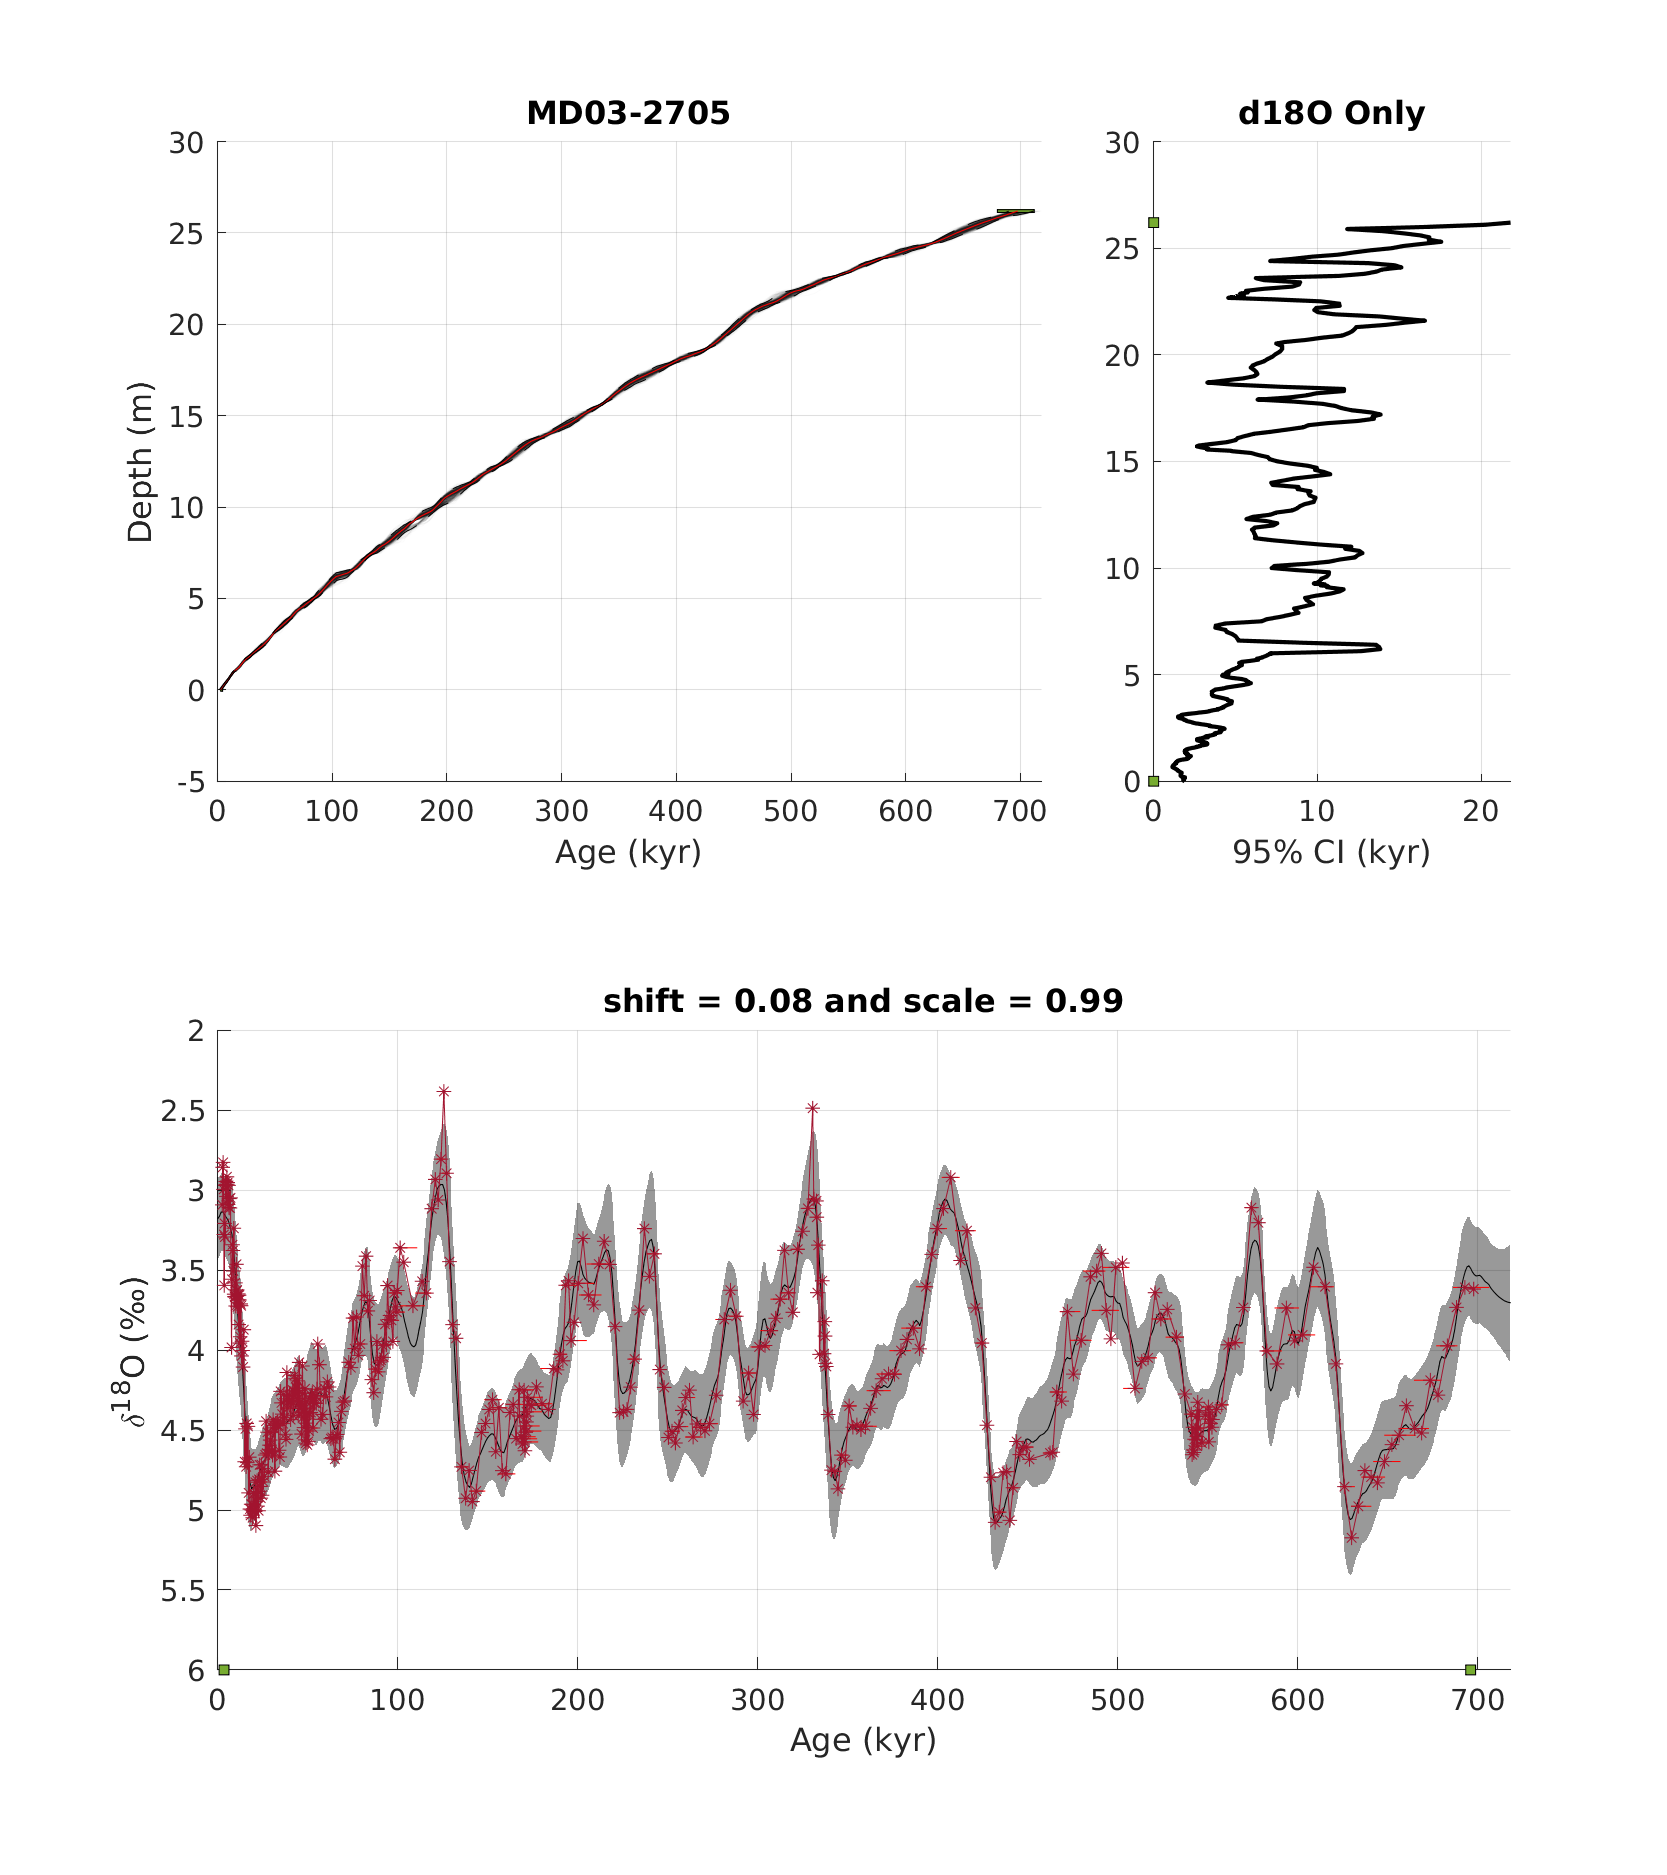 MD03-2705
30
25
20
15
10
5
0
-5
Depth (m)
0 100 200 300 400 500 600 700
Age (kyr)
d18O Only
30
25
20
15
10
5
0
0 10 20
95% CI (kyr)
shift = 0.08 and scale = 0.99
2
2.5
3
3.5
4
4.5
5
5.5
6
δ¹⁸O (‰)
0 100 200 300 400 500 600 700
Age (kyr)